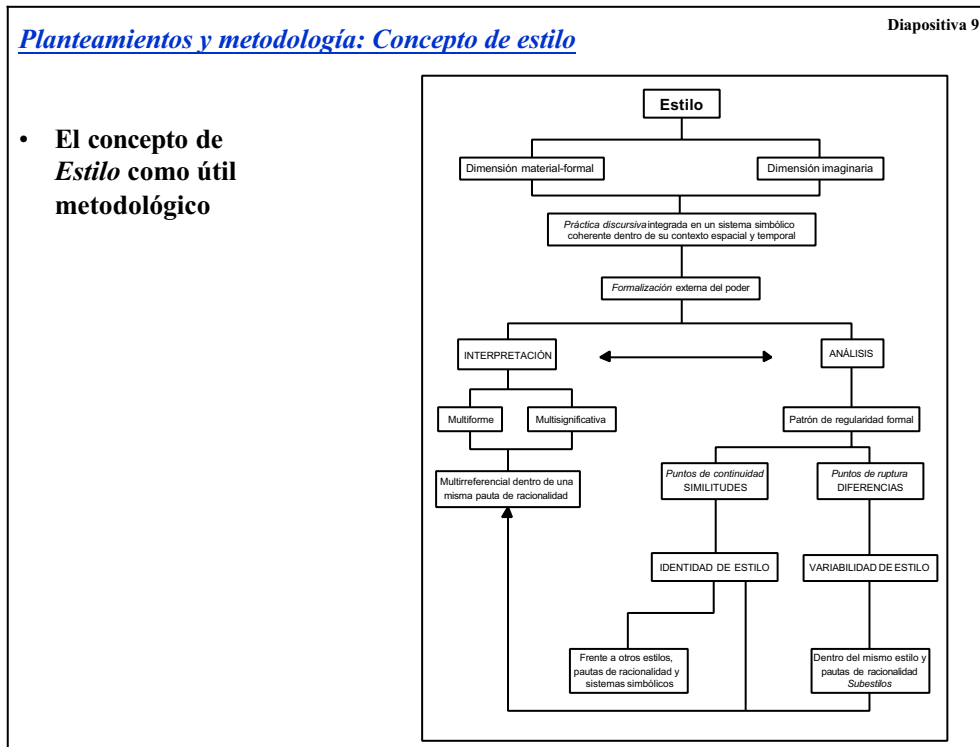 Planteamientos y metodología: Concepto de estilo
Diapositiva 9
• El concepto de
Estilo como útil
metodológico
Estilo
Dimensión material-formal
Dimensión imaginaria
Práctica discursiva integrada en un sistema simbólico
coherente dentro de su contexto espacial y temporal
Formalización externa del poder
INTERPRETACIÓN
ANÁLISIS
Multiforme
Multisignificativa
Patrón de regularidad formal
Multirreferencial dentro de una
misma pauta de racionalidad
Puntos de continuidad
SIMILITUDES
Puntos de ruptura
DIFERENCIAS
IDENTIDAD DE ESTILO
VARIABILIDAD DE ESTILO
Frente a otros estilos,
pautas de racionalidad y
sistemas simbólicos
Dentro del mismo estilo y
pautas de racionalidad
Subestilos